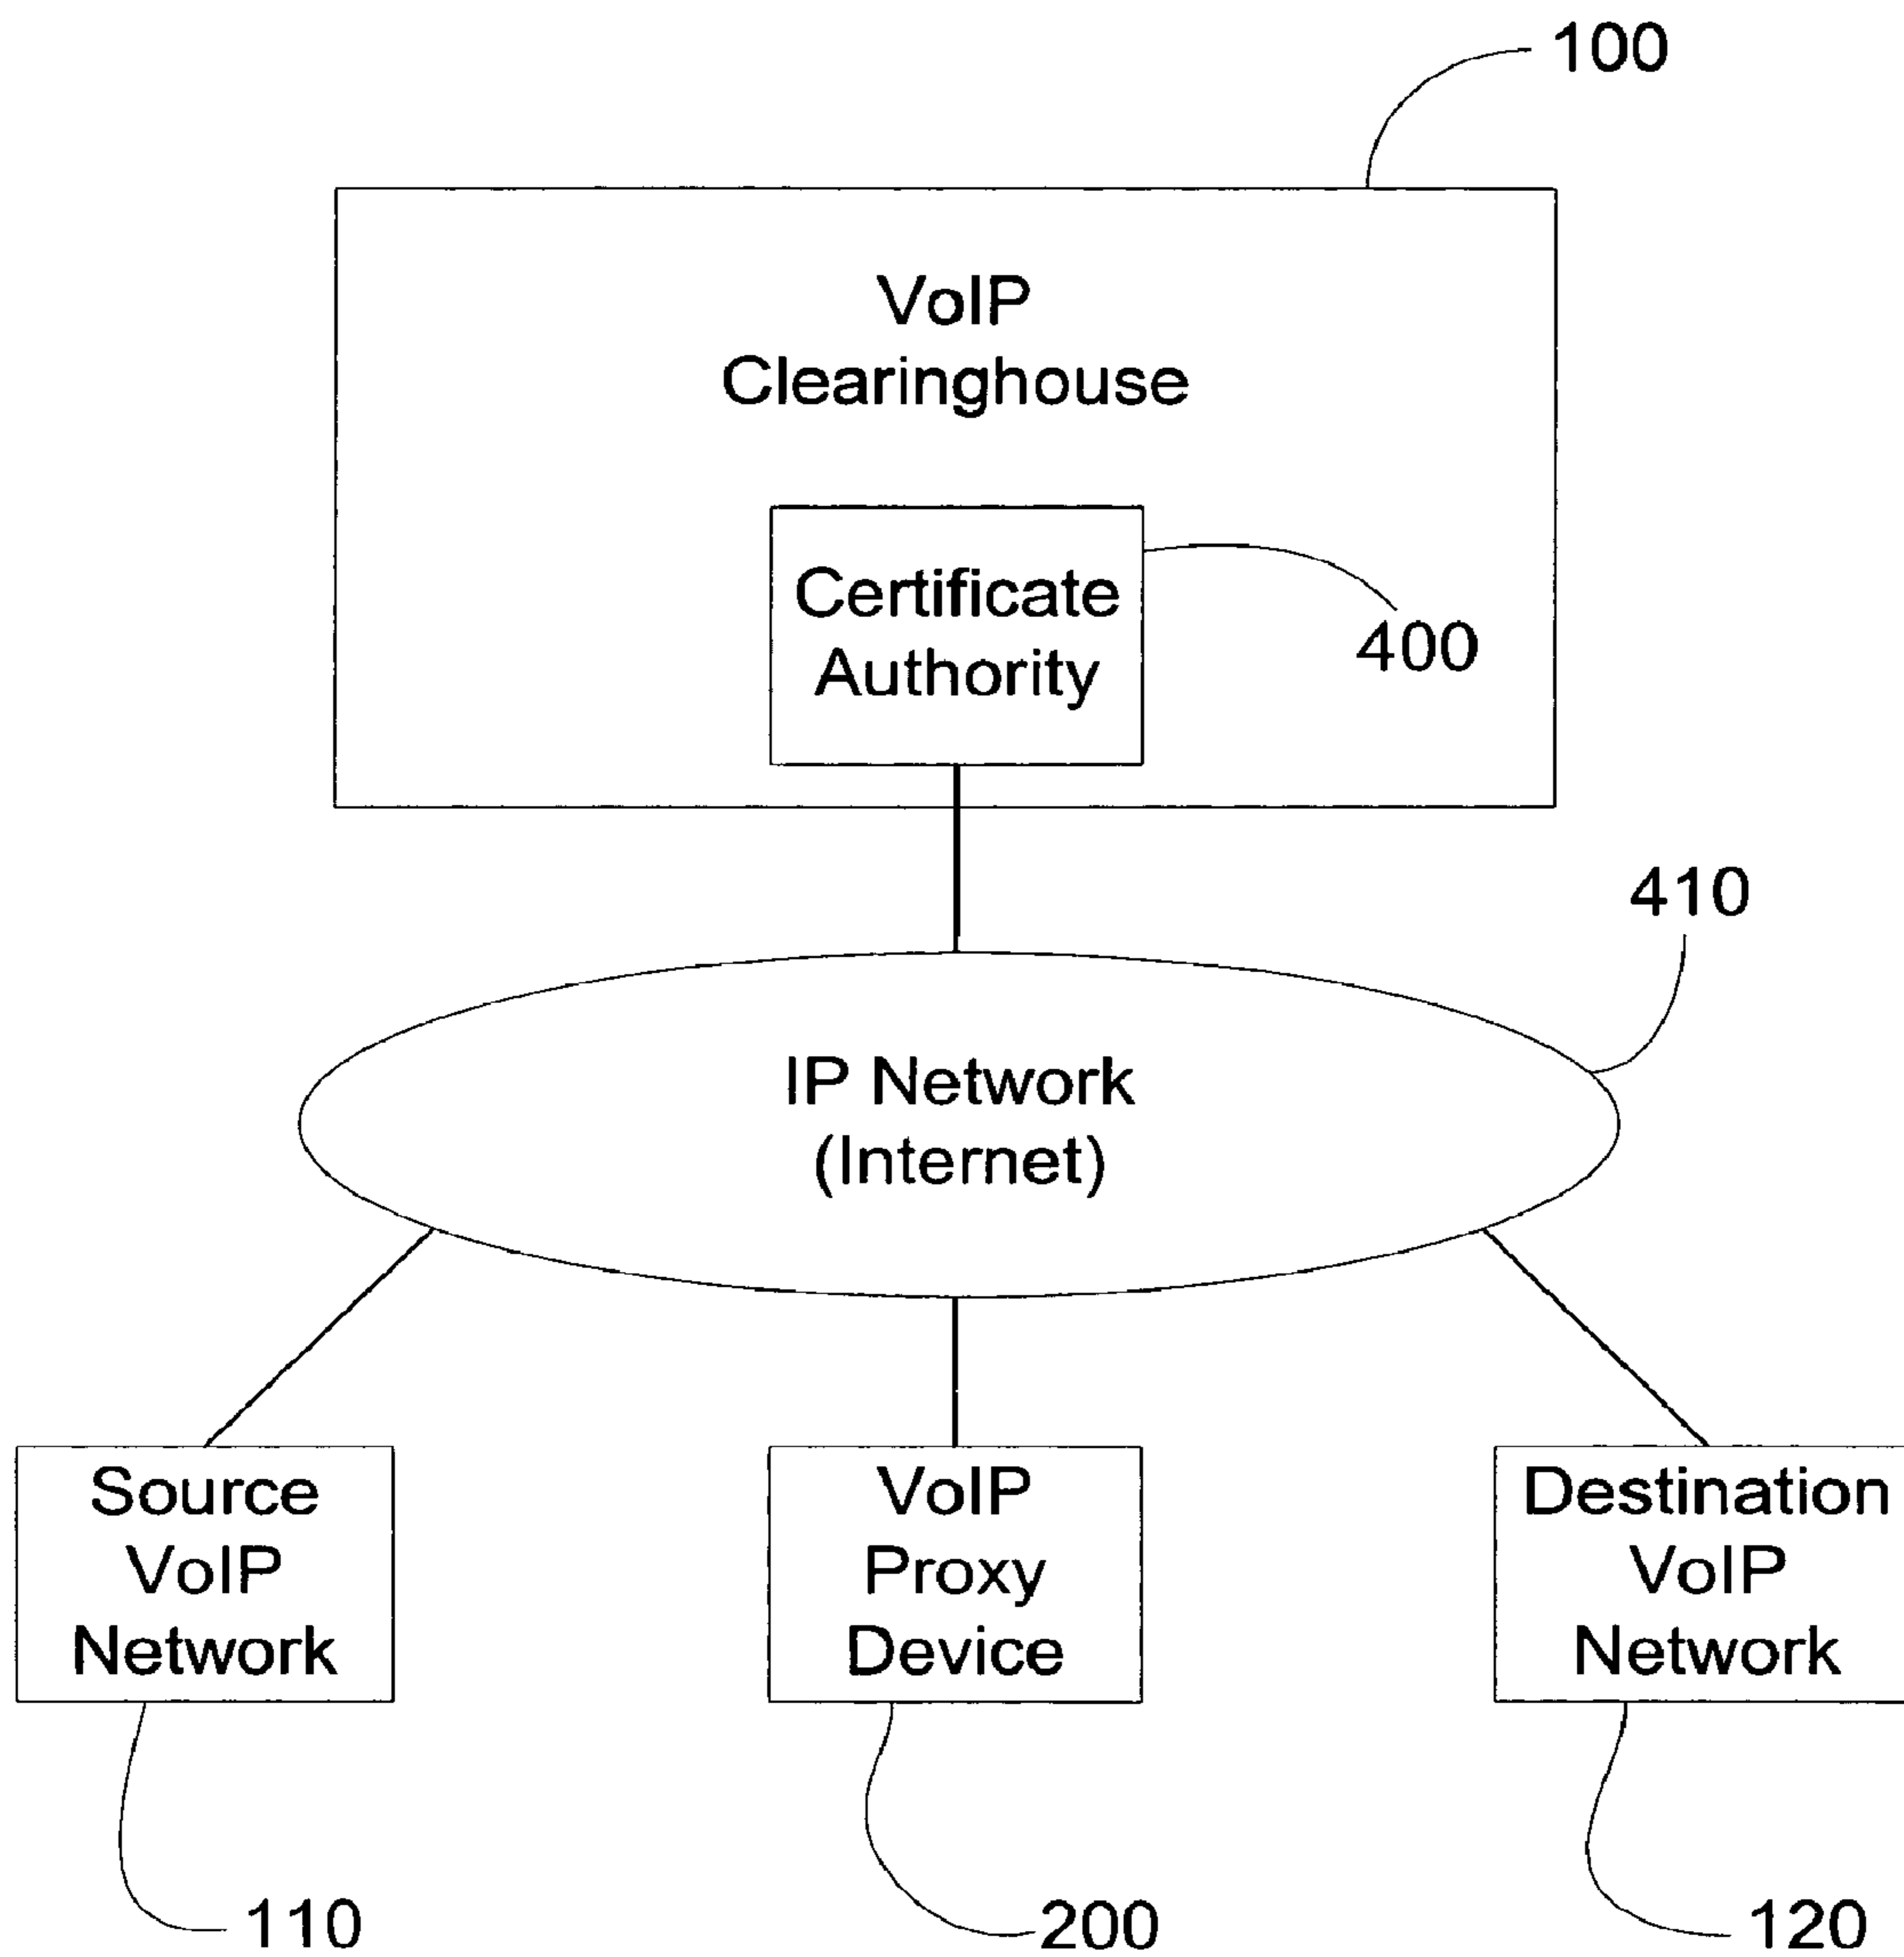 100
VoIP
Clearinghouse
Certificate
Authority
400
410
IP Network
(Internet)
Source
VoIP
Network
VoIP
Proxy
Device
Destination
VoIP
Network
110
200
120